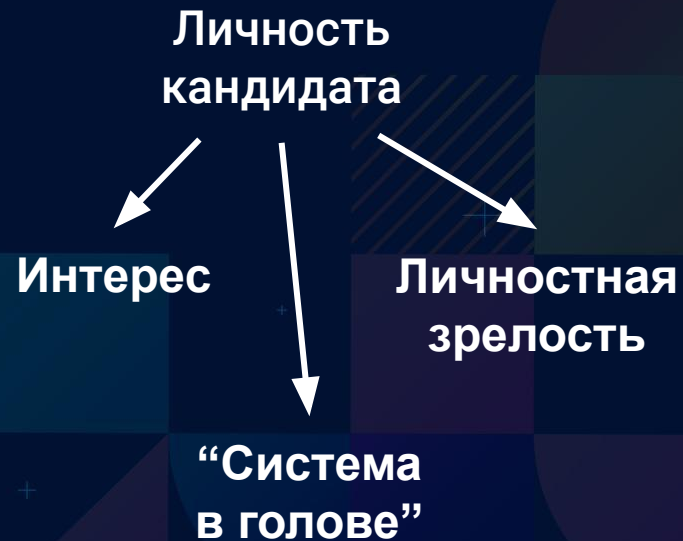 Личность
кандидата
Интерес
Личностная
зрелость
“Система
в голове”